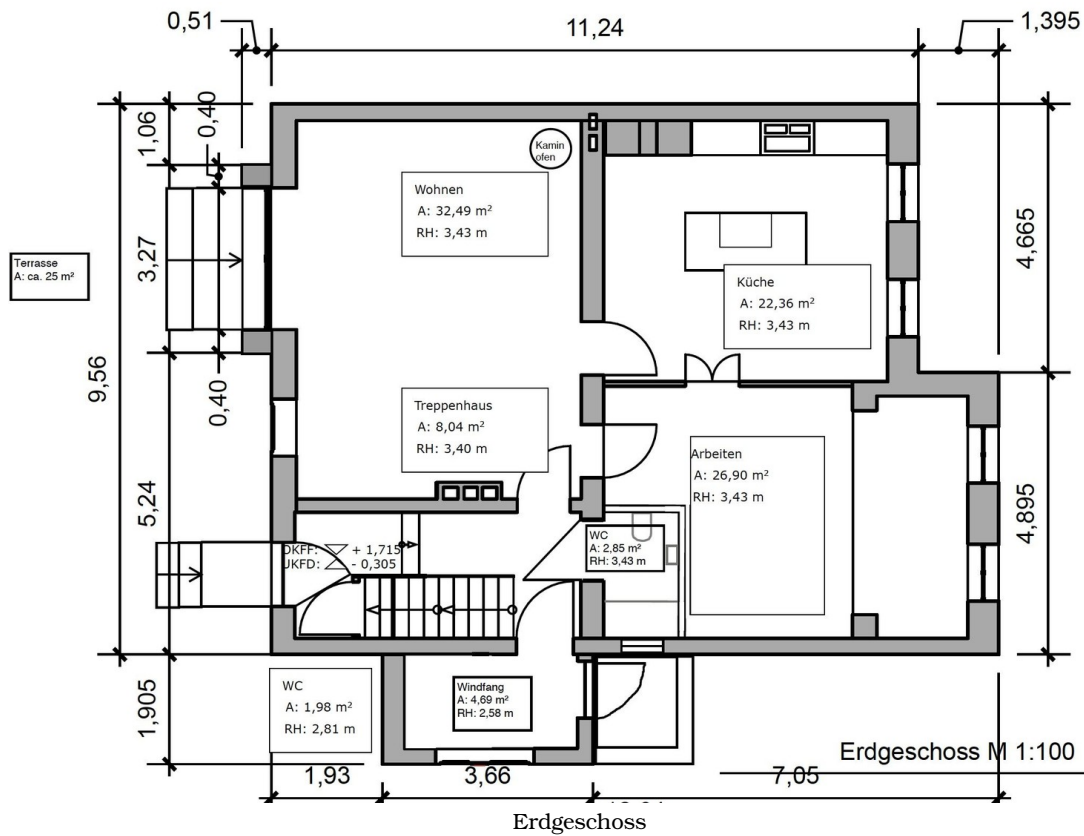 0,51
11,24
1,395
1,06
0,40
Kamin
ofen
Wohnen
A: 32,49 m²
RH: 3,43 m
Terrasse
A: ca. 25 m²
3,27
4,665
Küche
A: 22,36 m²
RH: 3,43 m
9,56
0,40
Treppenhaus
A: 8,04 m²
RH: 3,40 m
Arbeiten
A: 26,90 m²
RH: 3,43 m
5,24
4,895
WC
A: 2,85 m²
RH: 3,43 m
OKFF: + 1,715
UKFD: - 0,305
WC
A: 1,98 m²
RH: 2,81 m
Windfang
A: 4,69 m²
RH: 2,58 m
1,905
Erdgeschoss M 1:100
1,93
3,66
7,05
Erdgeschoss